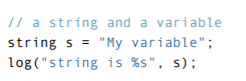 // a string and a variable
string s = "My variable";
log("string is %s", s);